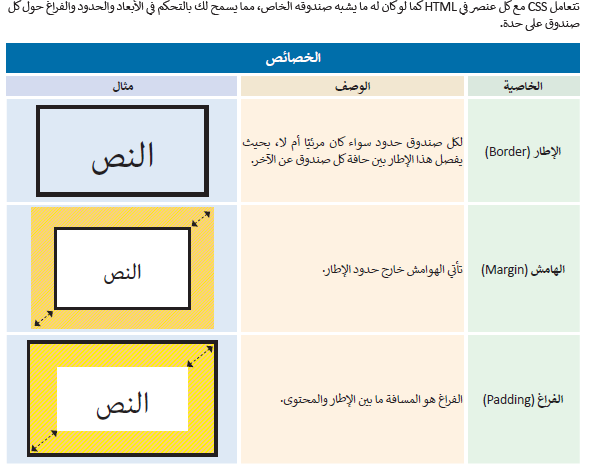 تتعامل CSS مع كل عنصر في HTML كما لو كان له ما يشبه صندوقه الخاص، مما يسمح لك بالتحكم في الأبعاد والحدود والفراغ حول كل
صندوق على حدة.
الخصائص
الخاصية
الوصف
مثال
الإطار (Border)
لكل صندوق حدود سواء كان مرئيًا أم لا، بحيث
يفصل هذا الإطار بين حافة كل صندوق عن الآخر.
النص
الهامش (Margin)
تأتي الهوامش خارج حدود الإطار.
النص
الفراغ (Padding)
الفراغ هو المسافة ما بين الإطار والمحتوى.
النص